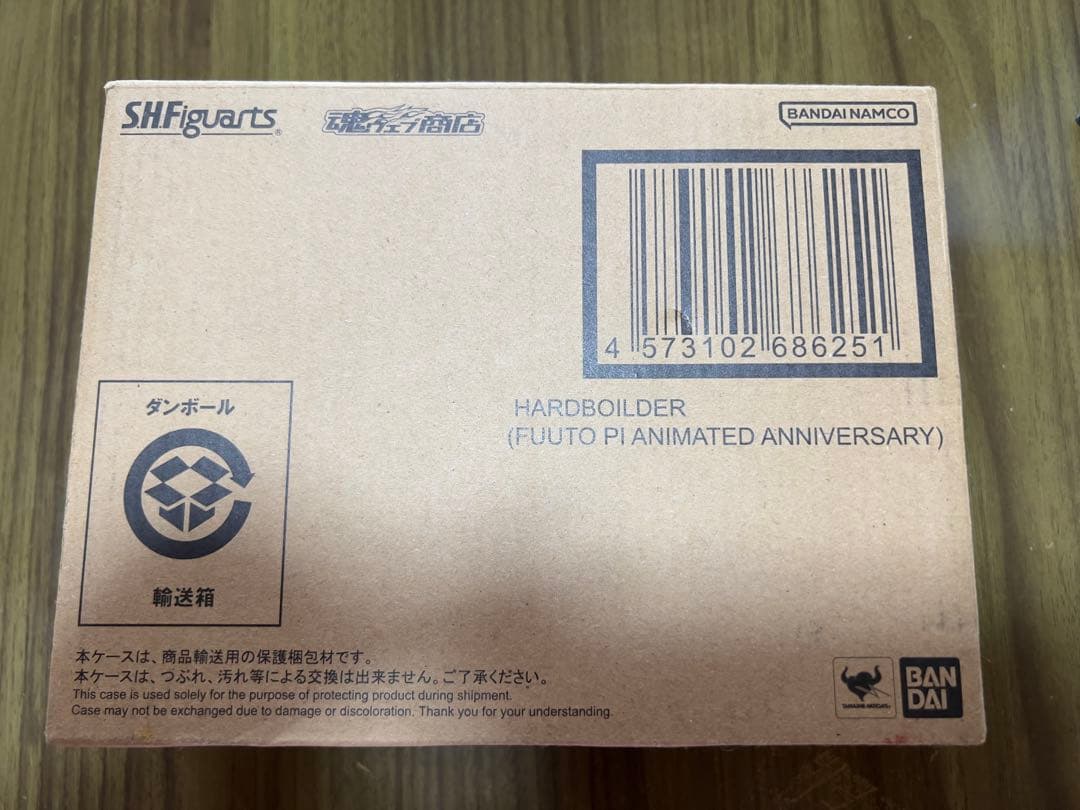 S.H.Figuarts®
魂ウェブ商店
BANDAI NAMCO
4 573102 686251
HARDBOILDER
(FUUTO PI ANIMATED ANNIVERSARY)
ダンボール
輸送箱
本ケースは、商品輸送用の保護梱包材です。
本ケースは、つぶれ、汚れ等による交換は出来ません。ご了承ください。
This case is used solely for the purpose of protecting product during shipment.
Case may not be exchanged due to damage or discoloration. Thank you for your understanding.
BAN
DAI